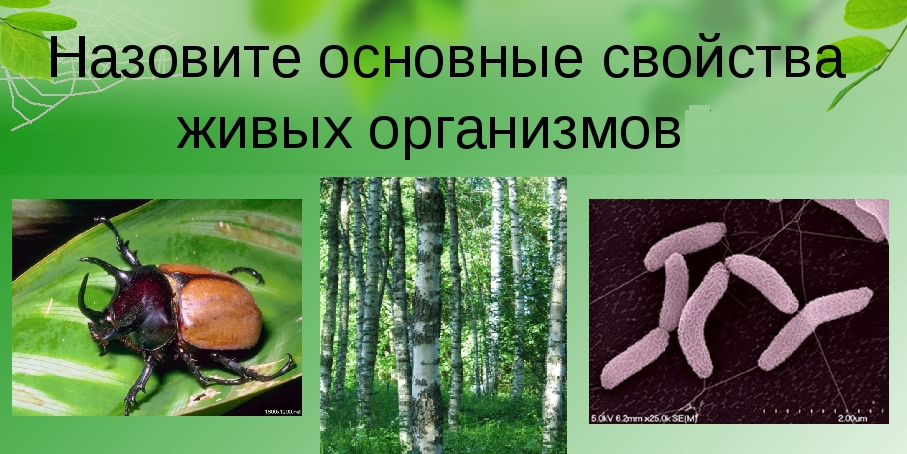 Назовите основные свойства
живых организмов
5.0kV 6.2mm x25.0k SE(M)
2.00um